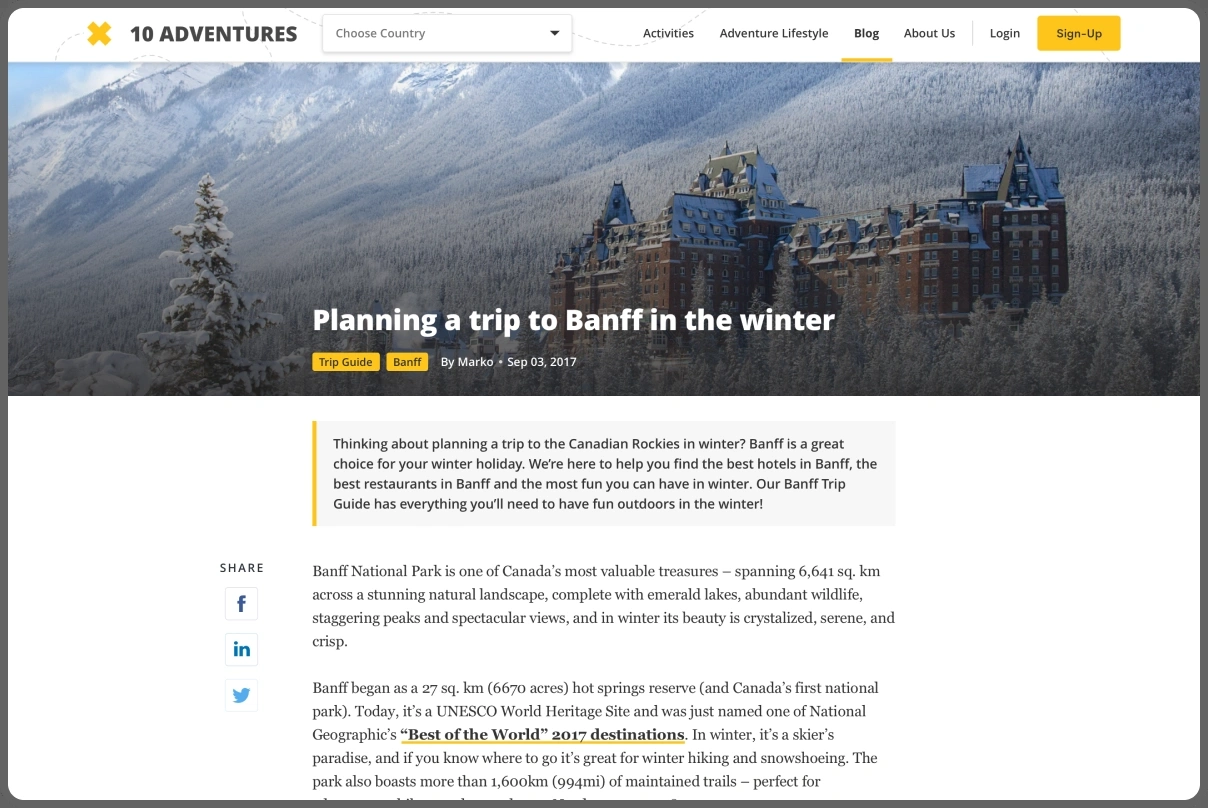 10 ADVENTURES
Choose Country
Activities
Adventure Lifestyle
Blog
About Us
Login
Sign-Up
Planning a trip to Banff in the winter
Trip Guide
Banff
By Marko • Sep 03, 2017
Thinking about planning a trip to the Canadian Rockies in winter? Banff is a great
choice for your winter holiday. We’re here to help you find the best hotels in Banff, the
best restaurants in Banff and the most fun you can have in winter. Our Banff Trip
Guide has everything you’ll need to have fun outdoors in the winter!
SHARE
Banff National Park is one of Canada’s most valuable treasures – spanning 6,641 sq. km
across a stunning natural landscape, complete with emerald lakes, abundant wildlife,
staggering peaks and spectacular views, and in winter its beauty is crystalized, serene, and
crisp.
Banff began as a 27 sq. km (6670 acres) hot springs reserve (and Canada’s first national
park). Today, it’s a UNESCO World Heritage Site and was just named one of National
Geographic’s “Best of the World” 2017 destinations. In winter, it’s a skier’s
paradise, and if you know where to go it’s great for winter hiking and snowshoeing. The
park also boasts more than 1,600km (994mi) of maintained trails – perfect for